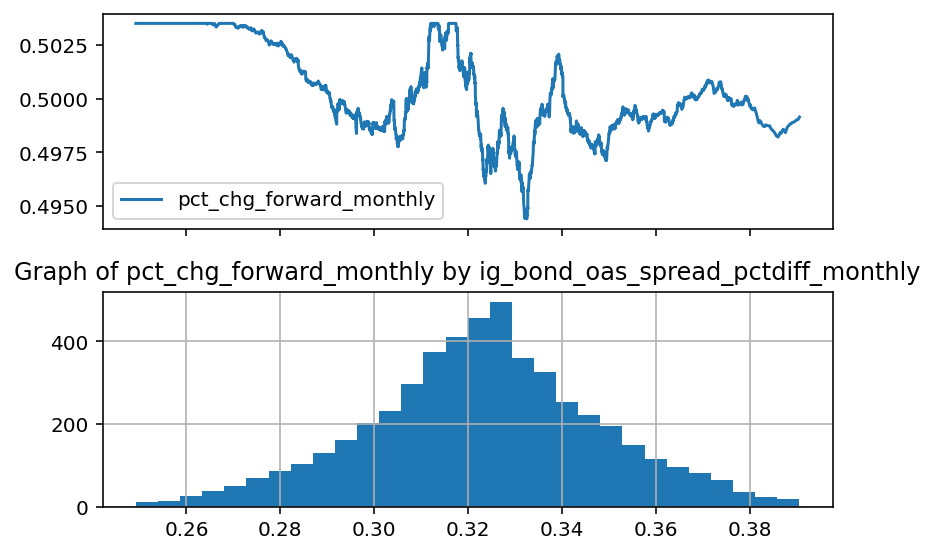 0.5025
0.5000
0.4975
0.4950
pct_chg_forward_monthly
Graph of pct_chg_forward_monthly by ig_bond_oas_spread_pctdiff_monthly
400
200
0
0.26 0.28 0.30 0.32 0.34 0.36 0.38